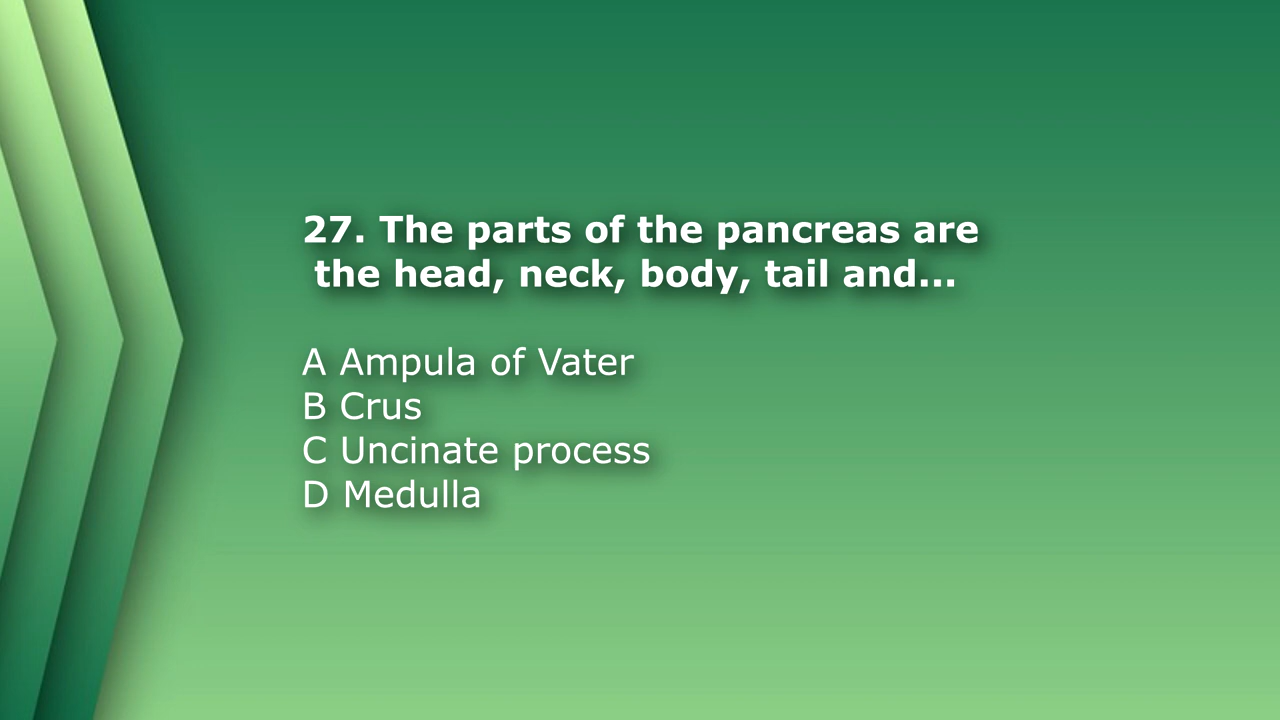 27. The parts of the pancreas are
the head, neck, body, tail and...
A Ampula of Vater
B Crus
C Uncinate process
D Medulla